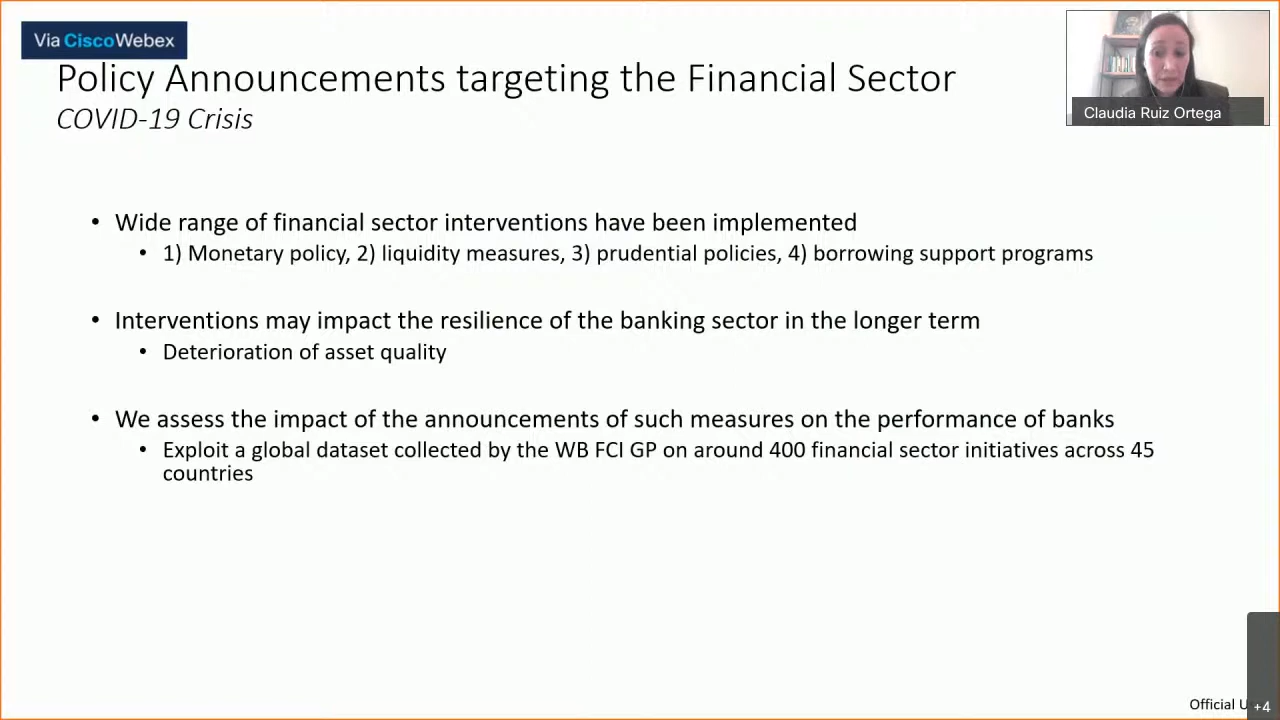 Via Cisco Webex
Policy Announcements targeting the Financial Sector
COVID-19 Crisis
Claudia Ruiz Ortega
• Wide range of financial sector interventions have been implemented
• 1) Monetary policy, 2) liquidity measures, 3) prudential policies, 4) borrowing support programs
• Interventions may impact the resilience of the banking sector in the longer term
• Deterioration of asset quality
• We assess the impact of the announcements of such measures on the performance of banks
• Exploit a global dataset collected by the WB FCI GP on around 400 financial sector initiatives across 45
countries
Official
+4